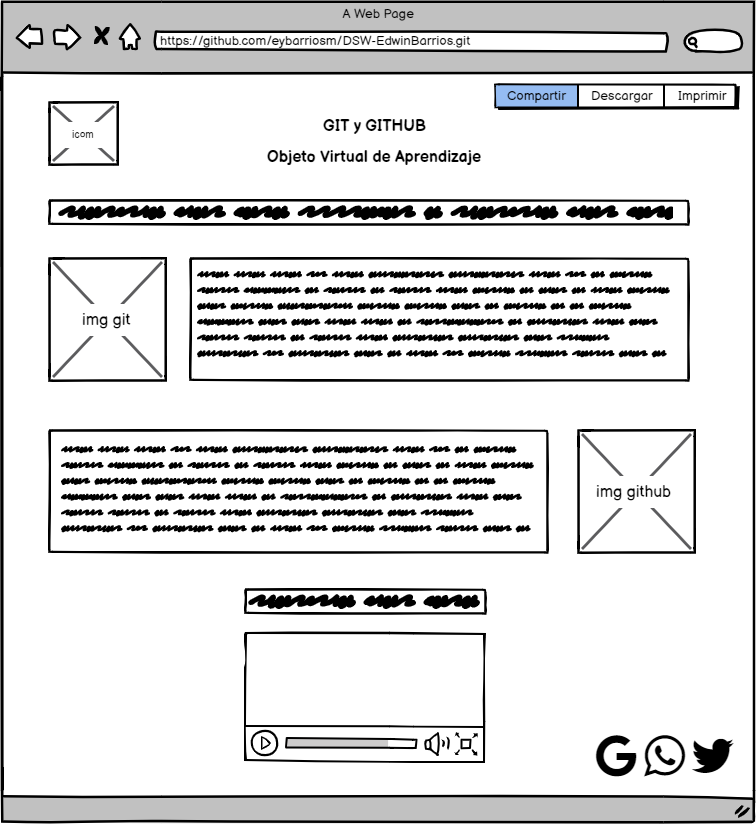 A Web Page
https://github.com/eybarriosm/DSW-EdwinBarrios.git
Compartir Descargar Imprimir
icom
GIT y GITHUB
Objeto Virtual de Aprendizaje
img git
img github